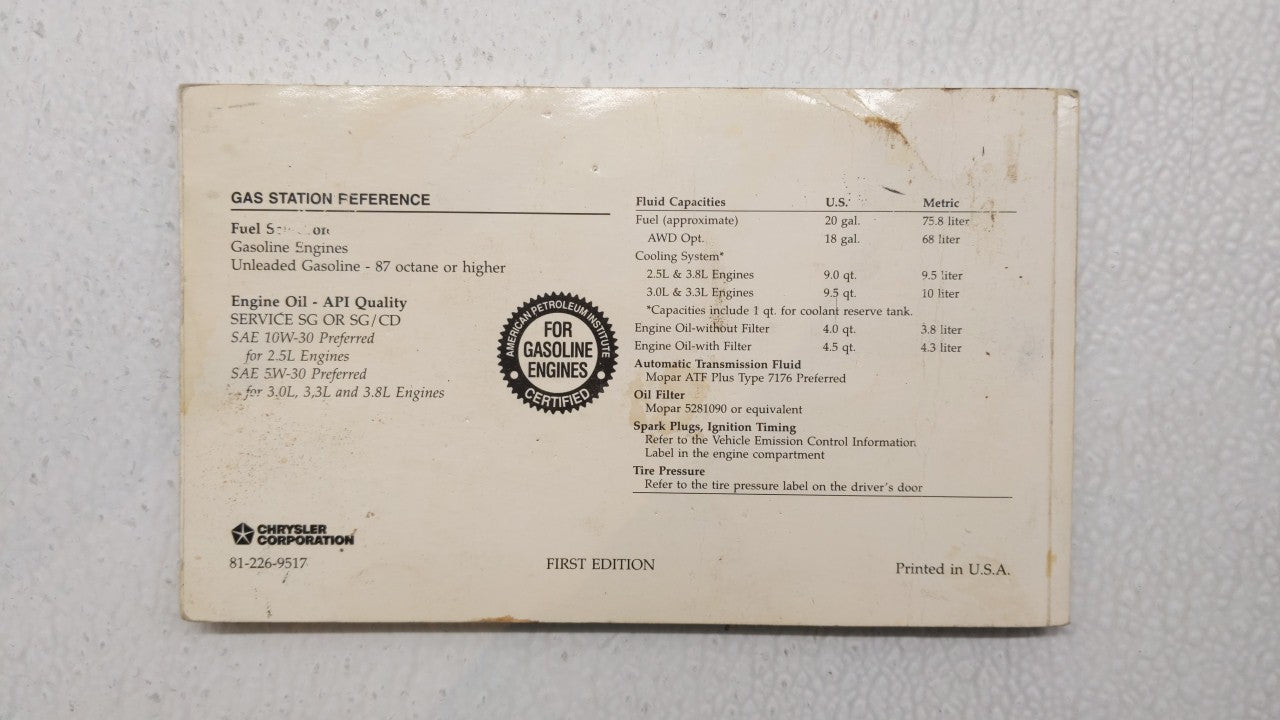 GAS STATION REFERENCE
Fuel
Gasoline Engines
Unleaded Gasoline - 87 octane or higher
Engine Oil - API Quality
SERVICE SG OR SG/CD
SAE 10W-30 Preferred
for 2.5L Engines
SAE 5W-30 Preferred
for 3.0L, 3,3L and 3.8L Engines
AMERICAN PETROLEUM INSTITUTE
FOR
GASOLINE
ENGINES
CERTIFIED
Fluid Capacities U.S. Metric
Fuel (approximate) 20 gal. 75.8 liter
AWD Opt. 18 gal. 68 liter
Cooling System*
2.5L & 3.8L Engines 9.0 qt. 9.5 liter
3.0L & 3.3L Engines 9.5 qt. 10 liter
*Capacities include 1 qt. for coolant reserve tank.
Engine Oil-without Filter 4.0 qt. 3.8 liter
Engine Oil-with Filter 4.5 qt. 4.3 liter
Automatic Transmission Fluid
Mopar ATF Plus Type 7176 Preferred
Oil Filter
Mopar 5281090 or equivalent
Spark Plugs, Ignition Timing
Refer to the Vehicle Emission Control Information
Label in the engine compartment
Tire Pressure
Refer to the tire pressure label on the driver's door
CHRYSLER
CORPORATION
81-226-9517
FIRST EDITION
Printed in U.S.A.